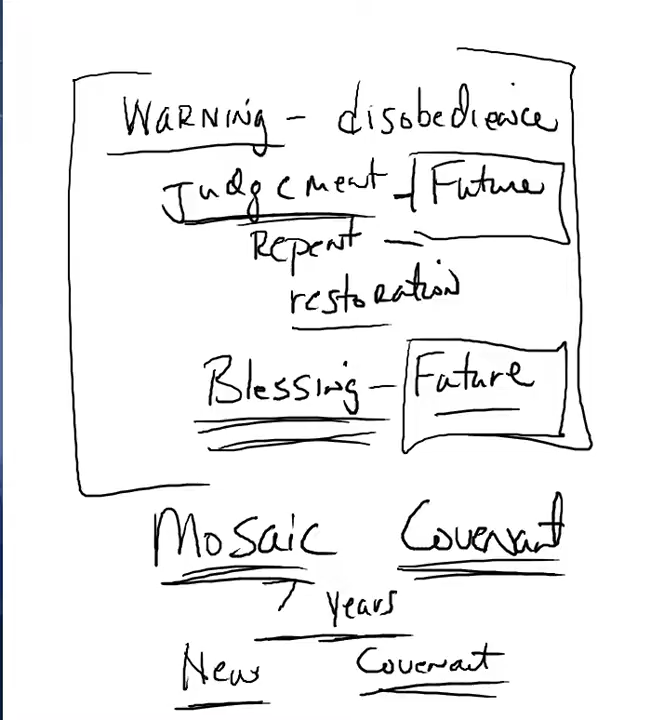 WARNiNg - disobedience
Judgement - Future
Repent -
restoration
Blessing - Future
Mosaic Covenant
Years
New Covenant